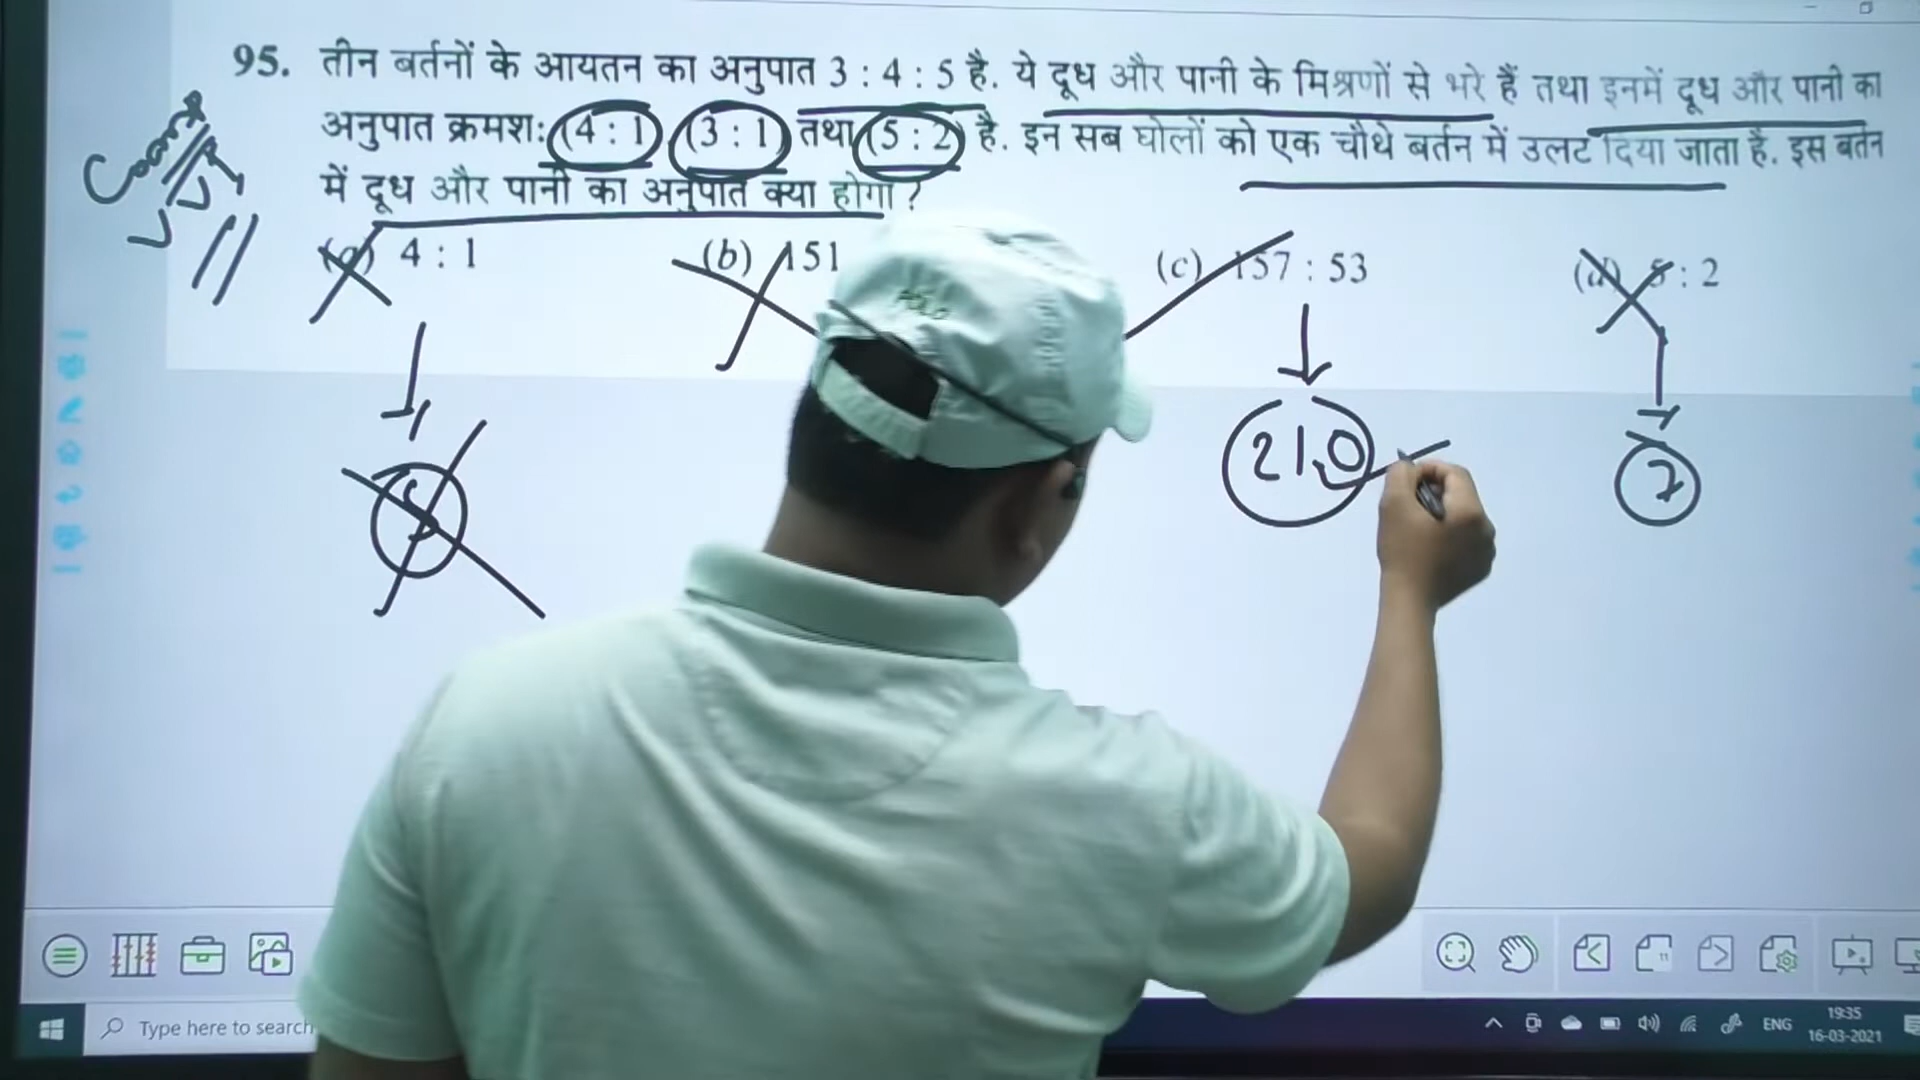 95. तीन बर्तनों के आयतन का अनुपात 3 : 4 : 5 है. ये दूध और पानी के मिश्रणों से भरे हैं तथा इनमें दूध और पानी का
अनुपात क्रमश: (4 : 1) (3 : 1) तथा (5 : 2) है. इन सब घोलों को एक चौथे बर्तन में उलट दिया जाता है. इस बर्तन
में दूध और पानी का अनुपात क्या होगा ?
(a) 4 : 1 (b) 151 (c) 157 : 53 (d) : 2
210
7
Type here to search
ENG
19:35
16-03-2021